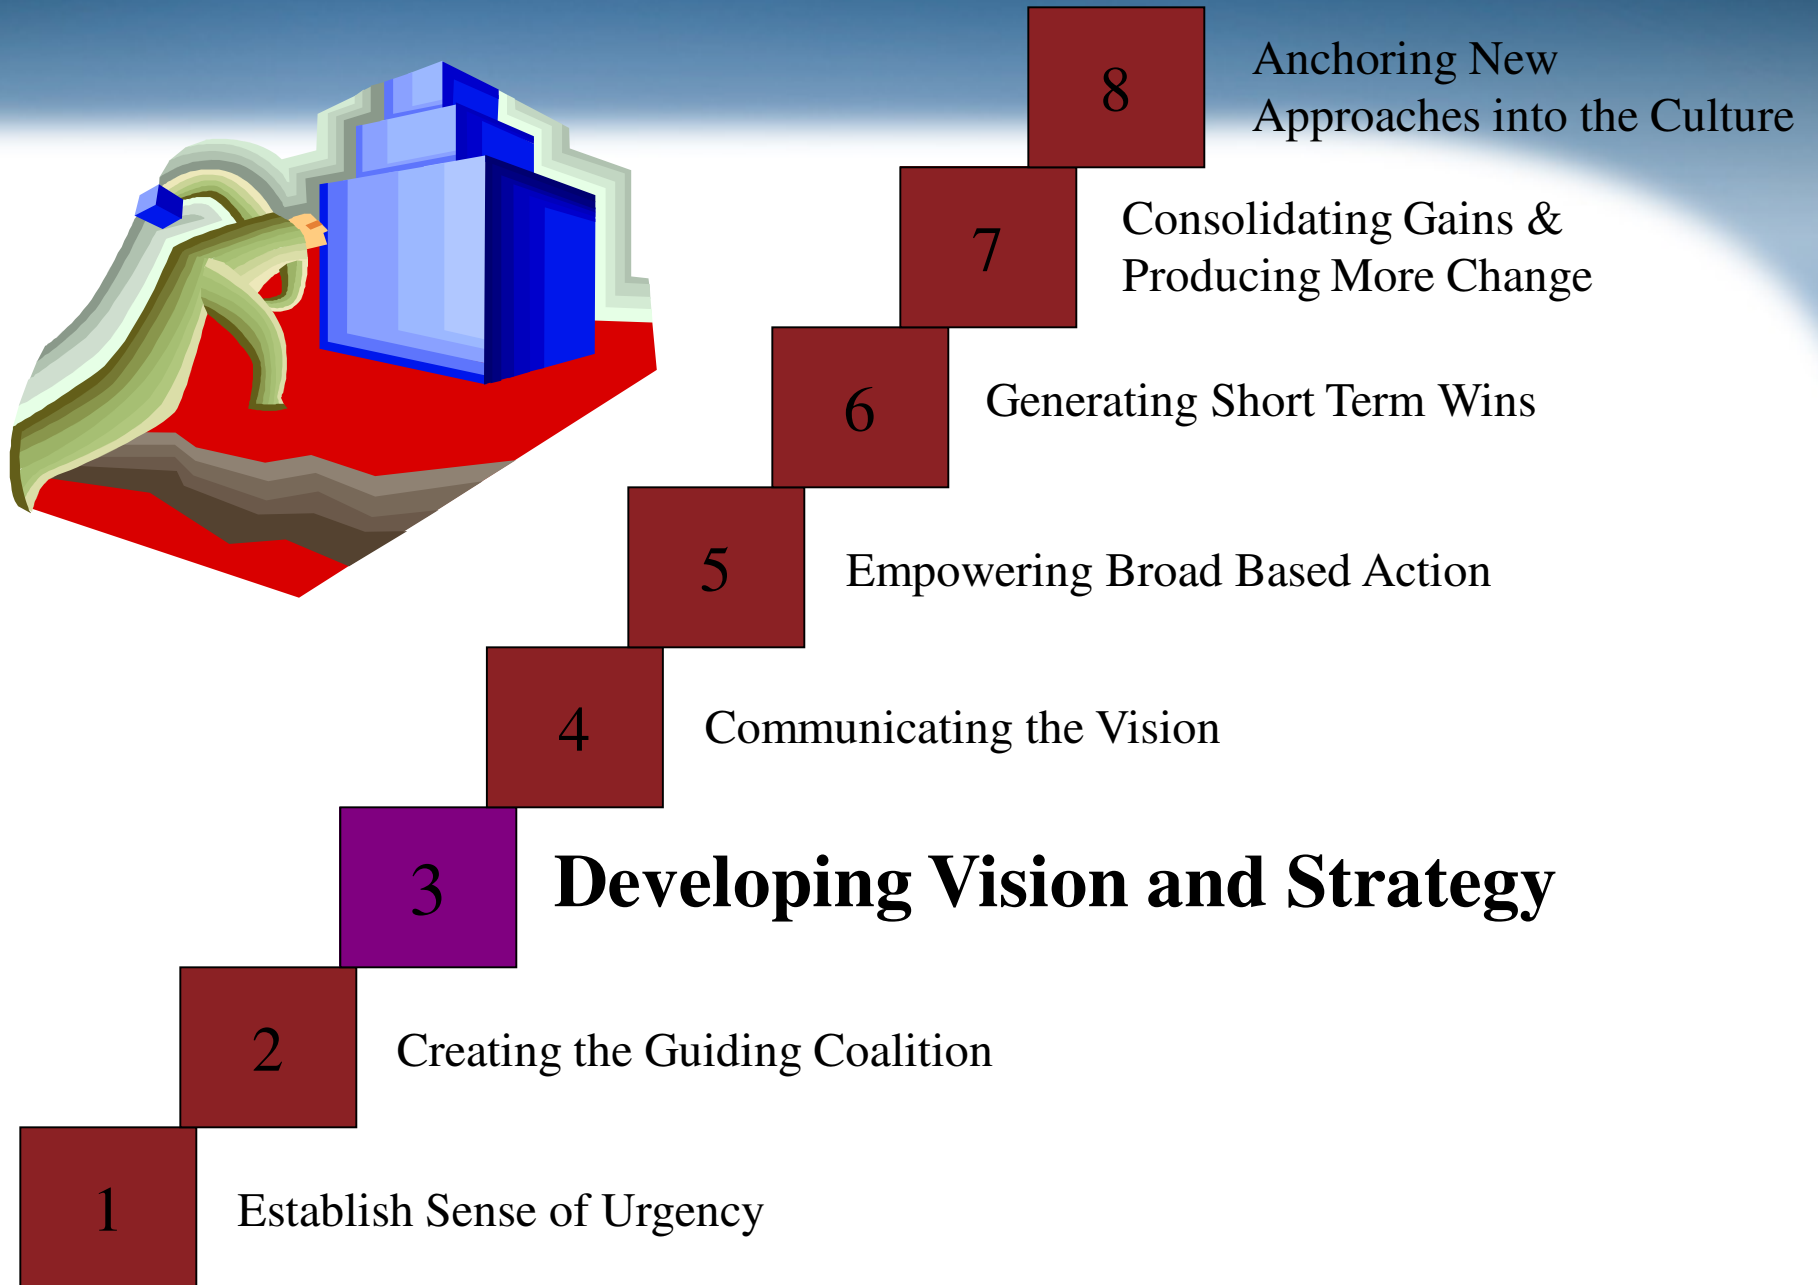 8
Anchoring New
Approaches into the Culture
7
Consolidating Gains &
Producing More Change
6
Generating Short Term Wins
5
Empowering Broad Based Action
4
Communicating the Vision
3
Developing Vision and Strategy
2
Creating the Guiding Coalition
1
Establish Sense of Urgency